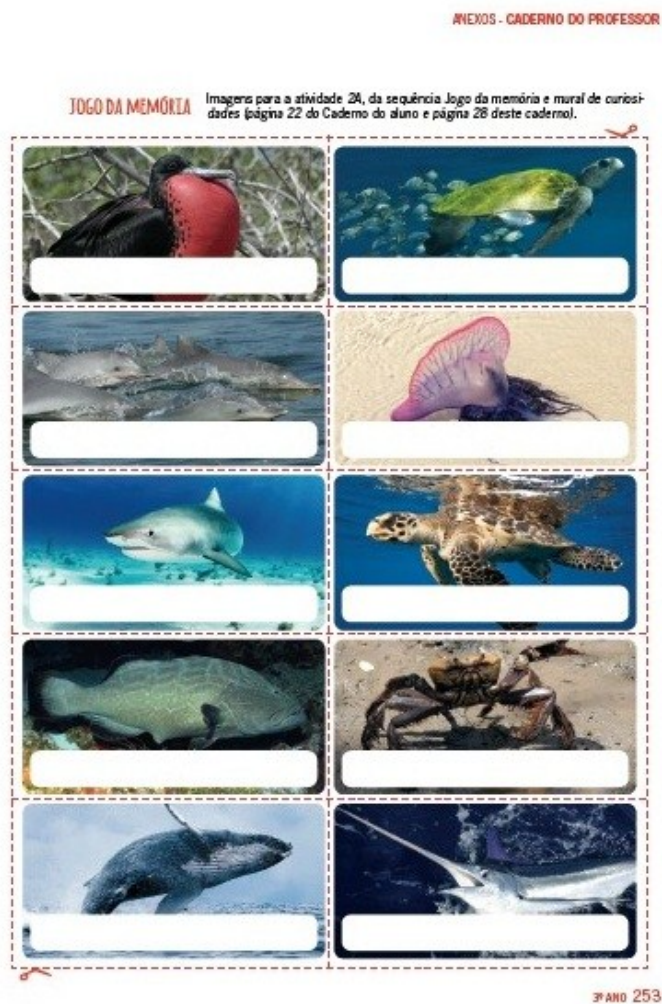 ANEXOS - CADERNO DO PROFESSOR
JOGO DA MEMÓRIA
Imagens para a atividade 2A, da sequência Jogo da memória e mural de curiosi-
dades (página 22 do Caderno do aluno e página 28 deste caderno).
3º ANO 253